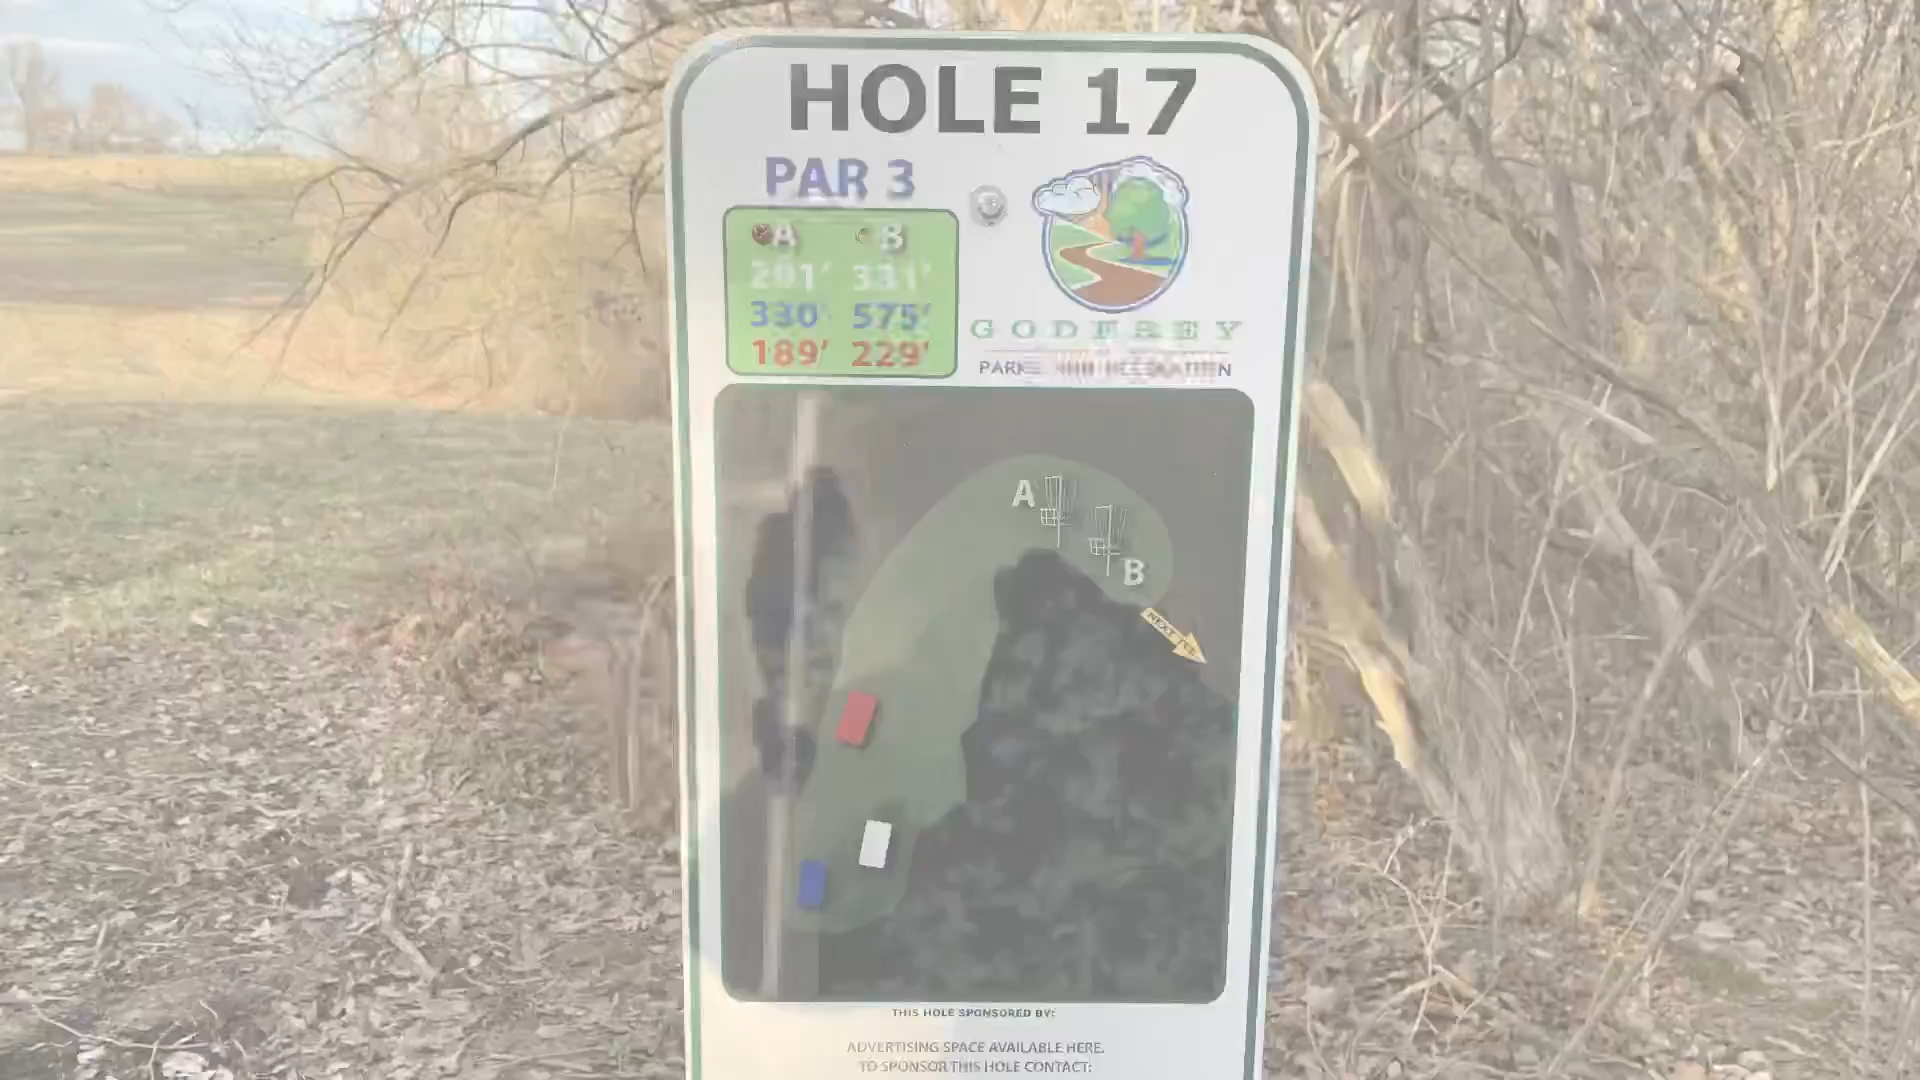 HOLE 17
PAR 3
A B
201' 331'
330' 575'
189' 229'
GODFREY
A
B
THIS HOLE SPONSORED BY:
ADVERTISING SPACE AVAILABLE HERE.
TO SPONSOR THIS HOLE CONTACT: